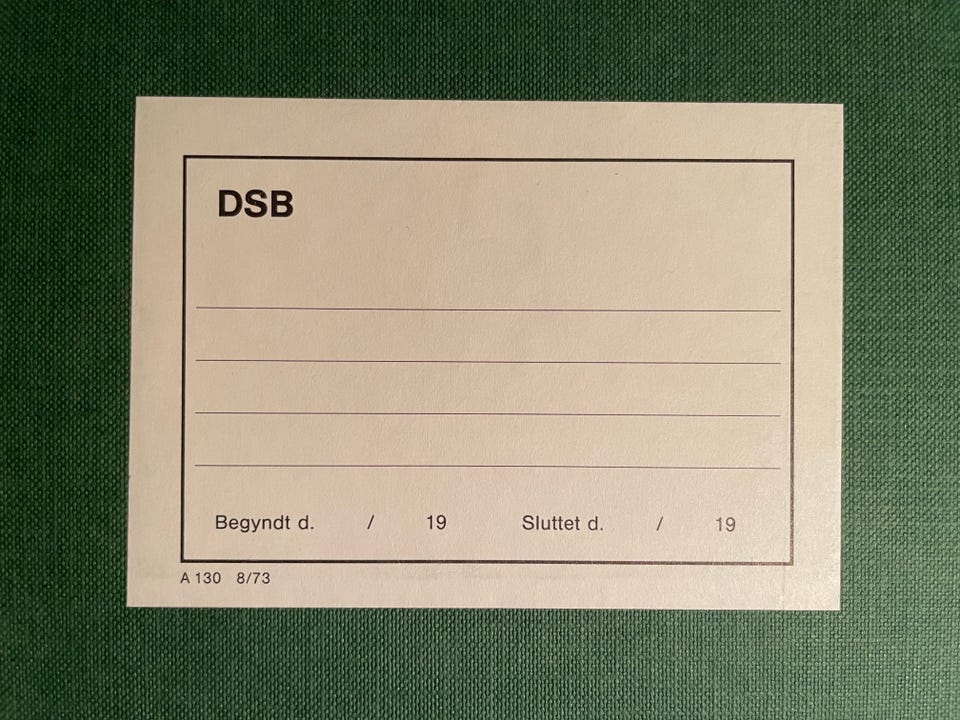 DSB
Begyndt d. / 19 Sluttet d. / 19
A 130 8/73